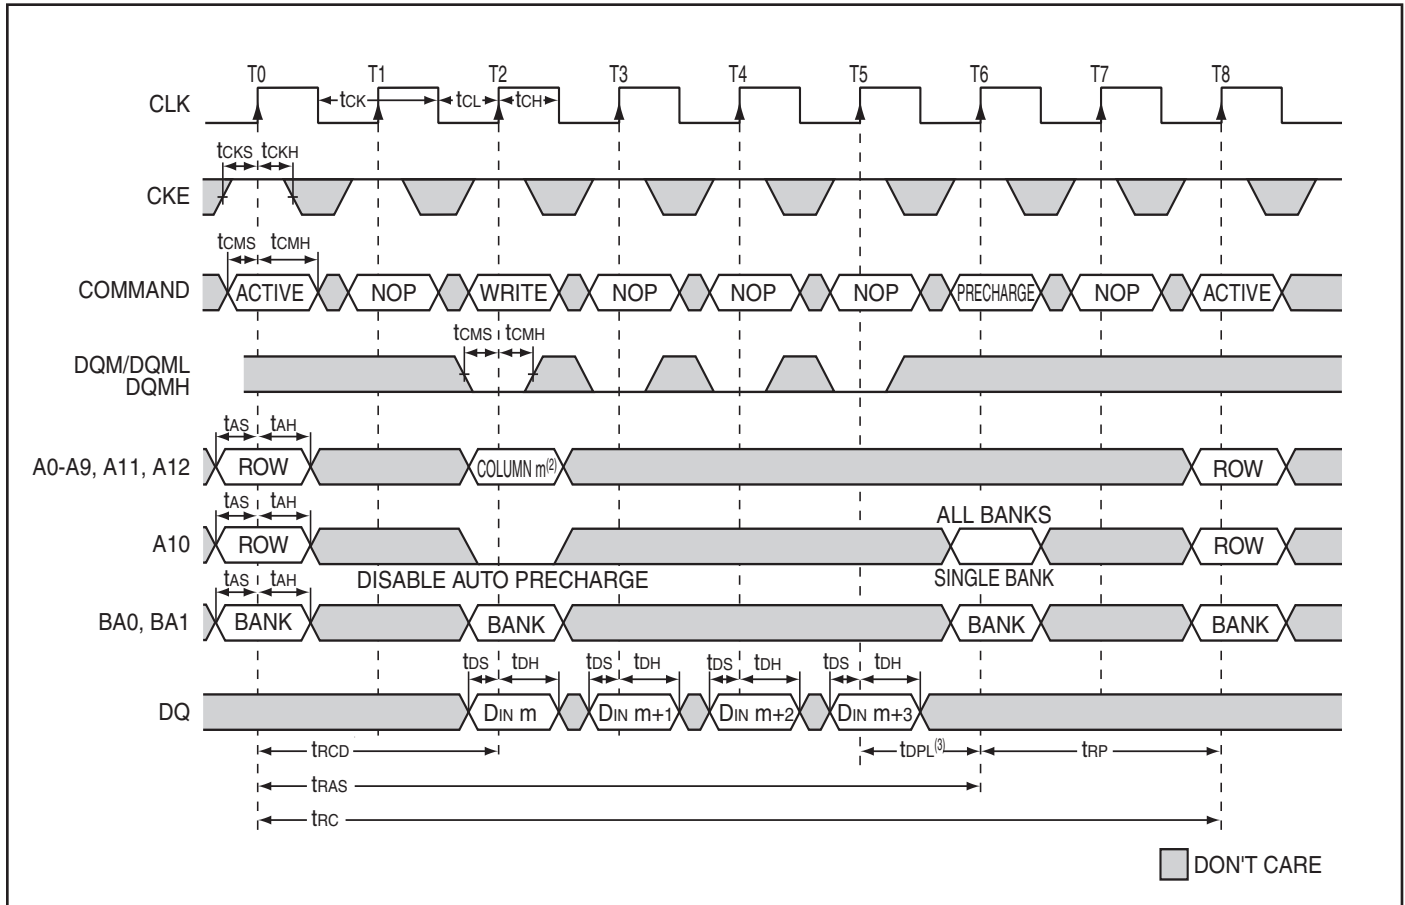 T0 T1 T2 T3 T4 T5 T6 T7 T8
CLK tCK tCL tCH
tCKS tCKH
CKE
tCMS tCMH
COMMAND ACTIVE NOP WRITE NOP NOP NOP PRECHARGE NOP ACTIVE
tCMS tCMH
DQM/DQML
DQMH
tAS tAH
A0-A9, A11, A12 ROW COLUMN m(2) ROW
tAS tAH
ALL BANKS
A10 ROW ROW
tAS tAH DISABLE AUTO PRECHARGE SINGLE BANK
BA0, BA1 BANK BANK BANK BANK
tDS tDH tDS tDH tDS tDH tDS tDH
DQ DIN m DIN m+1 DIN m+2 DIN m+3
tRCD tDPL(3) tRP
tRAS
tRC
DON'T CARE